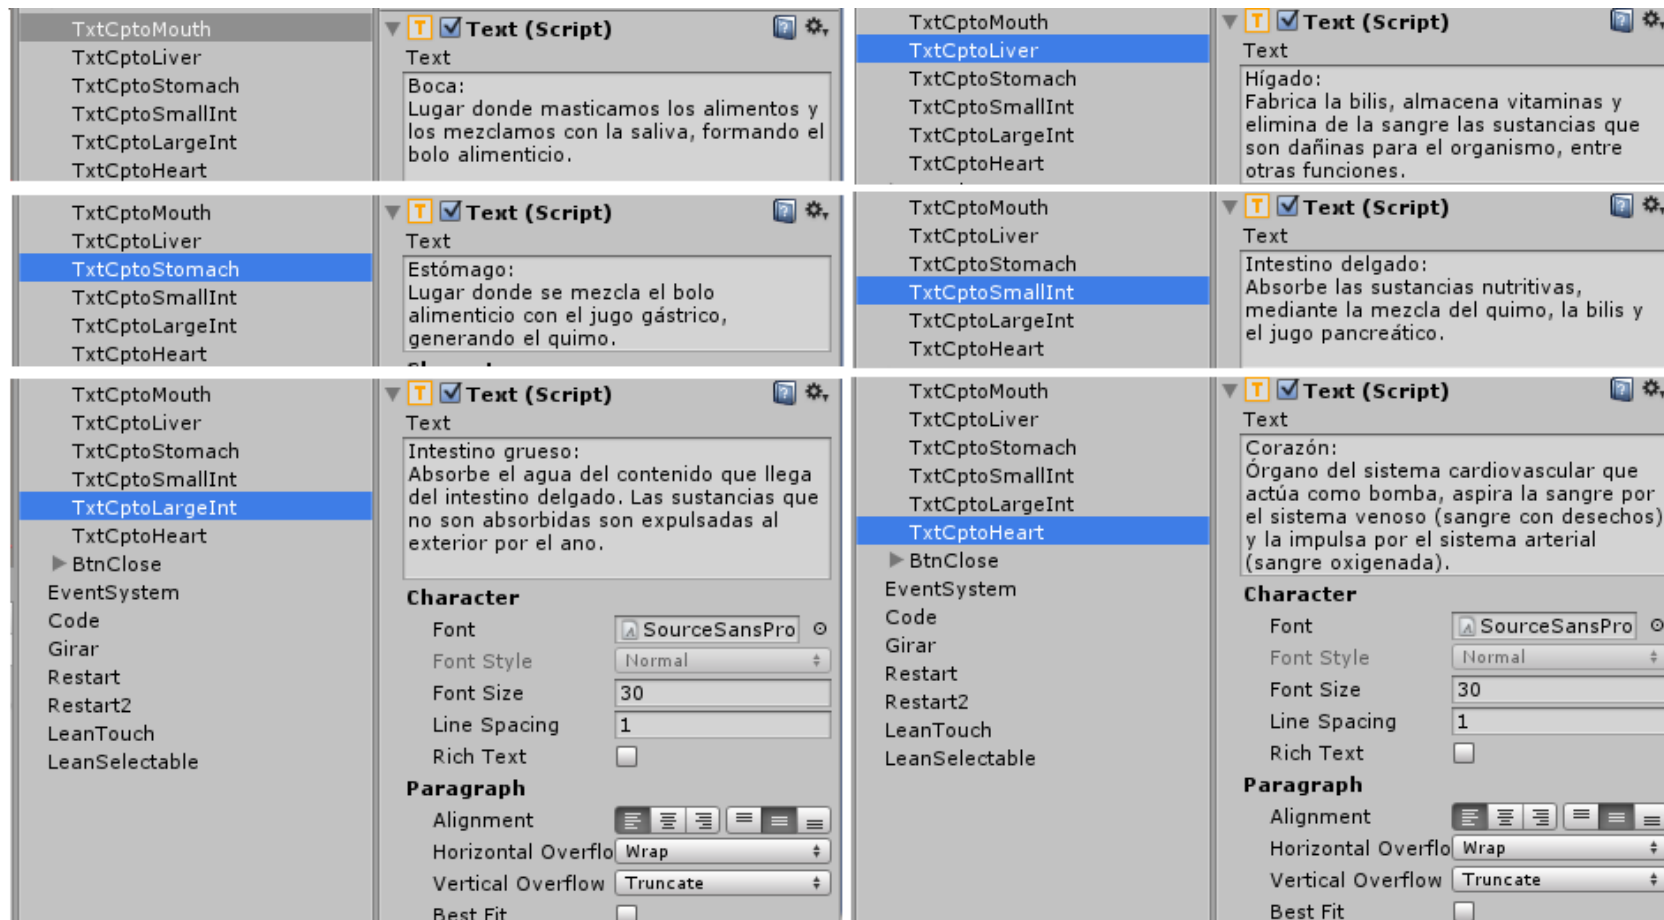 TxtCptoMouth
TxtCptoLiver
TxtCptoStomach
TxtCptoSmallInt
TxtCptoLargeInt
TxtCptoHeart
Text (Script)
Text
Boca:
Lugar donde masticamos los alimentos y
los mezclamos con la saliva, formando el
bolo alimenticio.
TxtCptoMouth
TxtCptoLiver
TxtCptoStomach
TxtCptoSmallInt
TxtCptoLargeInt
TxtCptoHeart
Text (Script)
Text
Hígado:
Fabrica la bilis, almacena vitaminas y
elimina de la sangre las sustancias que
son dañinas para el organismo, entre
otras funciones.
TxtCptoMouth
TxtCptoLiver
TxtCptoStomach
TxtCptoSmallInt
TxtCptoLargeInt
TxtCptoHeart
Text (Script)
Text
Estómago:
Lugar donde se mezcla el bolo
alimenticio con el jugo gástrico,
generando el quimo.
TxtCptoMouth
TxtCptoLiver
TxtCptoStomach
TxtCptoSmallInt
TxtCptoLargeInt
TxtCptoHeart
Text (Script)
Text
Intestino delgado:
Absorbe las sustancias nutritivas,
mediante la mezcla del quimo, la bilis y
el jugo pancreático.
TxtCptoMouth
TxtCptoLiver
TxtCptoStomach
TxtCptoSmallInt
TxtCptoLargeInt
TxtCptoHeart
BtnClose
EventSystem
Code
Girar
Restart
Restart2
LeanTouch
LeanSelectable
Text (Script)
Text
Intestino grueso:
Absorbe el agua del contenido que llega
del intestino delgado. Las sustancias que
no son absorbidas son expulsadas al
exterior por el ano.
Character
Font SourceSansPro
Font Style Normal
Font Size 30
Line Spacing 1
Rich Text
Paragraph
Alignment
Horizontal Overflo Wrap
Vertical Overflow Truncate
Best Fit
TxtCptoMouth
TxtCptoLiver
TxtCptoStomach
TxtCptoSmallInt
TxtCptoLargeInt
TxtCptoHeart
BtnClose
EventSystem
Code
Girar
Restart
Restart2
LeanTouch
LeanSelectable
Text (Script)
Text
Corazón:
Órgano del sistema cardiovascular que
actúa como bomba, aspira la sangre por
el sistema venoso (sangre con desechos)
y la impulsa por el sistema arterial
(sangre oxigenada).
Character
Font SourceSansPro
Font Style Normal
Font Size 30
Line Spacing 1
Rich Text
Paragraph
Alignment
Horizontal Overflo Wrap
Vertical Overflow Truncate
Best Fit